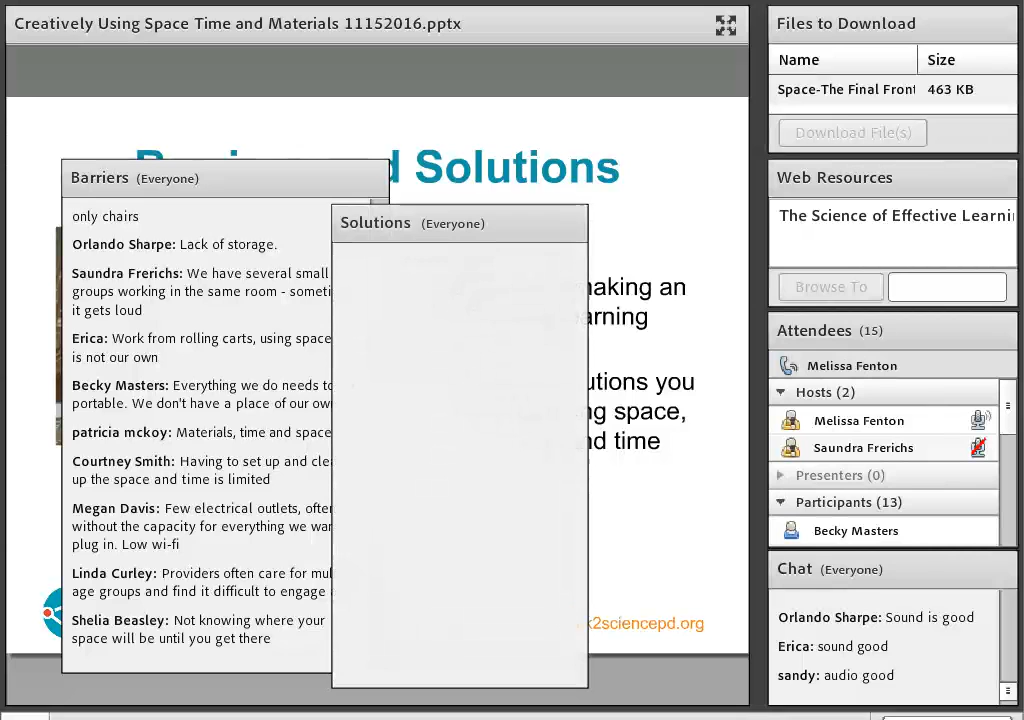 Creatively Using Space Time and Materials 11152016.pptx
Solutions
Barriers (Everyone)
only chairs
Orlando Sharpe: Lack of storage.
Saundra Frerichs: We have several small
groups working in the same room - someti
it gets loud
Erica: Work from rolling carts, using space
is not our own
Becky Masters: Everything we do needs to
portable. We don't have a place of our ow
patricia mckoy: Materials, time and space
Courtney Smith: Having to set up and cle
up the space and time is limited
Megan Davis: Few electrical outlets, ofter
without the capacity for everything we war
plug in. Low wi-fi
Linda Curley: Providers often care for mul
age groups and find it difficult to engage
Shelia Beasley: Not knowing where your
space will be until you get there
Solutions (Everyone)
making an
arning
utions you
ng space,
nd time
k2sciencepd.org
Files to Download
Name Size
Space-The Final Front 463 KB
Download File(s)
Web Resources
The Science of Effective Learni
Browse To
Attendees (15)
Melissa Fenton
Hosts (2)
Melissa Fenton
Saundra Frerichs
Presenters (0)
Participants (13)
Becky Masters
Chat (Everyone)
Orlando Sharpe: Sound is good
Erica: sound good
sandy: audio good